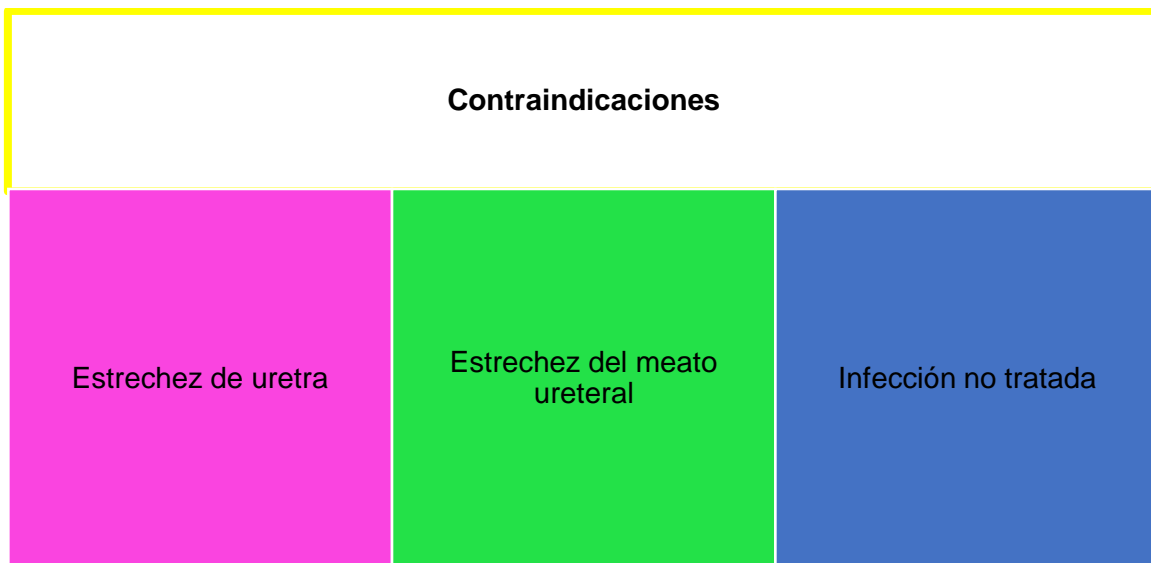 Contraindicaciones
Estrechez de uretra
Estrechez del meato
ureteral
Infección no tratada